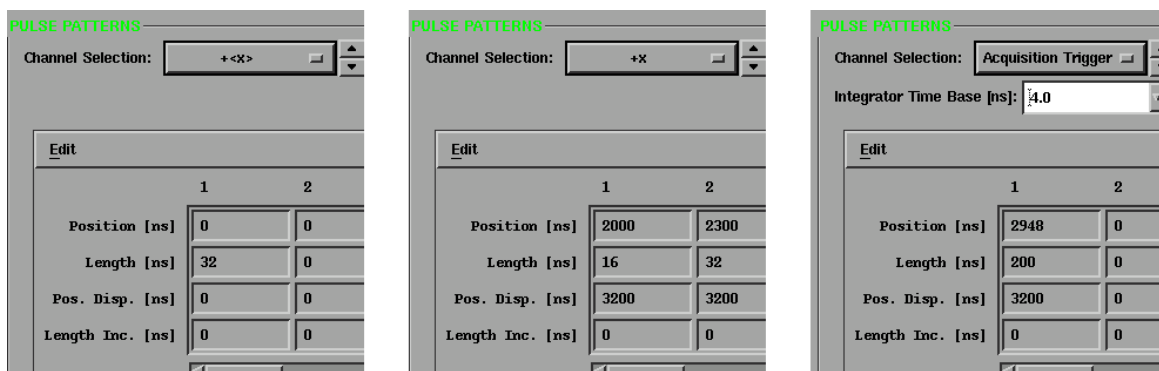 PULSE PATTERNS
Channel Selection: +<X>
Edit
1 2
Position [ns] 0 0
Length [ns] 32 0
Pos. Disp. [ns] 0 0
Length Inc. [ns] 0 0
PULSE PATTERNS
Channel Selection: +X
Edit
1 2
Position [ns] 2000 2300
Length [ns] 16 32
Pos. Disp. [ns] 3200 3200
Length Inc. [ns] 0 0
PULSE PATTERNS
Channel Selection: Acquisition Trigger
Integrator Time Base [ns]: 4.0
Edit
1 2
Position [ns] 2948 0
Length [ns] 200 0
Pos. Disp. [ns] 3200 0
Length Inc. [ns] 0 0